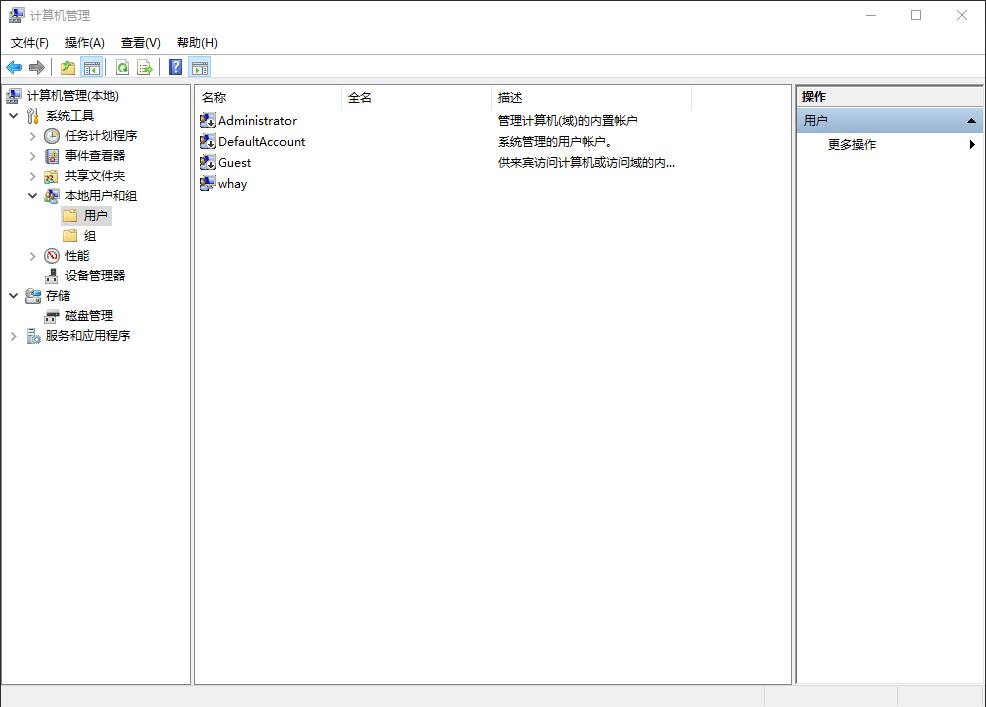 计算机管理
文件(F) 操作(A) 查看(V) 帮助(H)
计算机管理(本地)
系统工具
任务计划程序
事件查看器
共享文件夹
本地用户和组
用户
组
性能
设备管理器
存储
磁盘管理
服务和应用程序
名称 全名 描述
Administrator 管理计算机(域)的内置帐户
DefaultAccount 系统管理的用户帐户。
Guest 供来宾访问计算机或访问域的内...
whay
操作
用户
更多操作